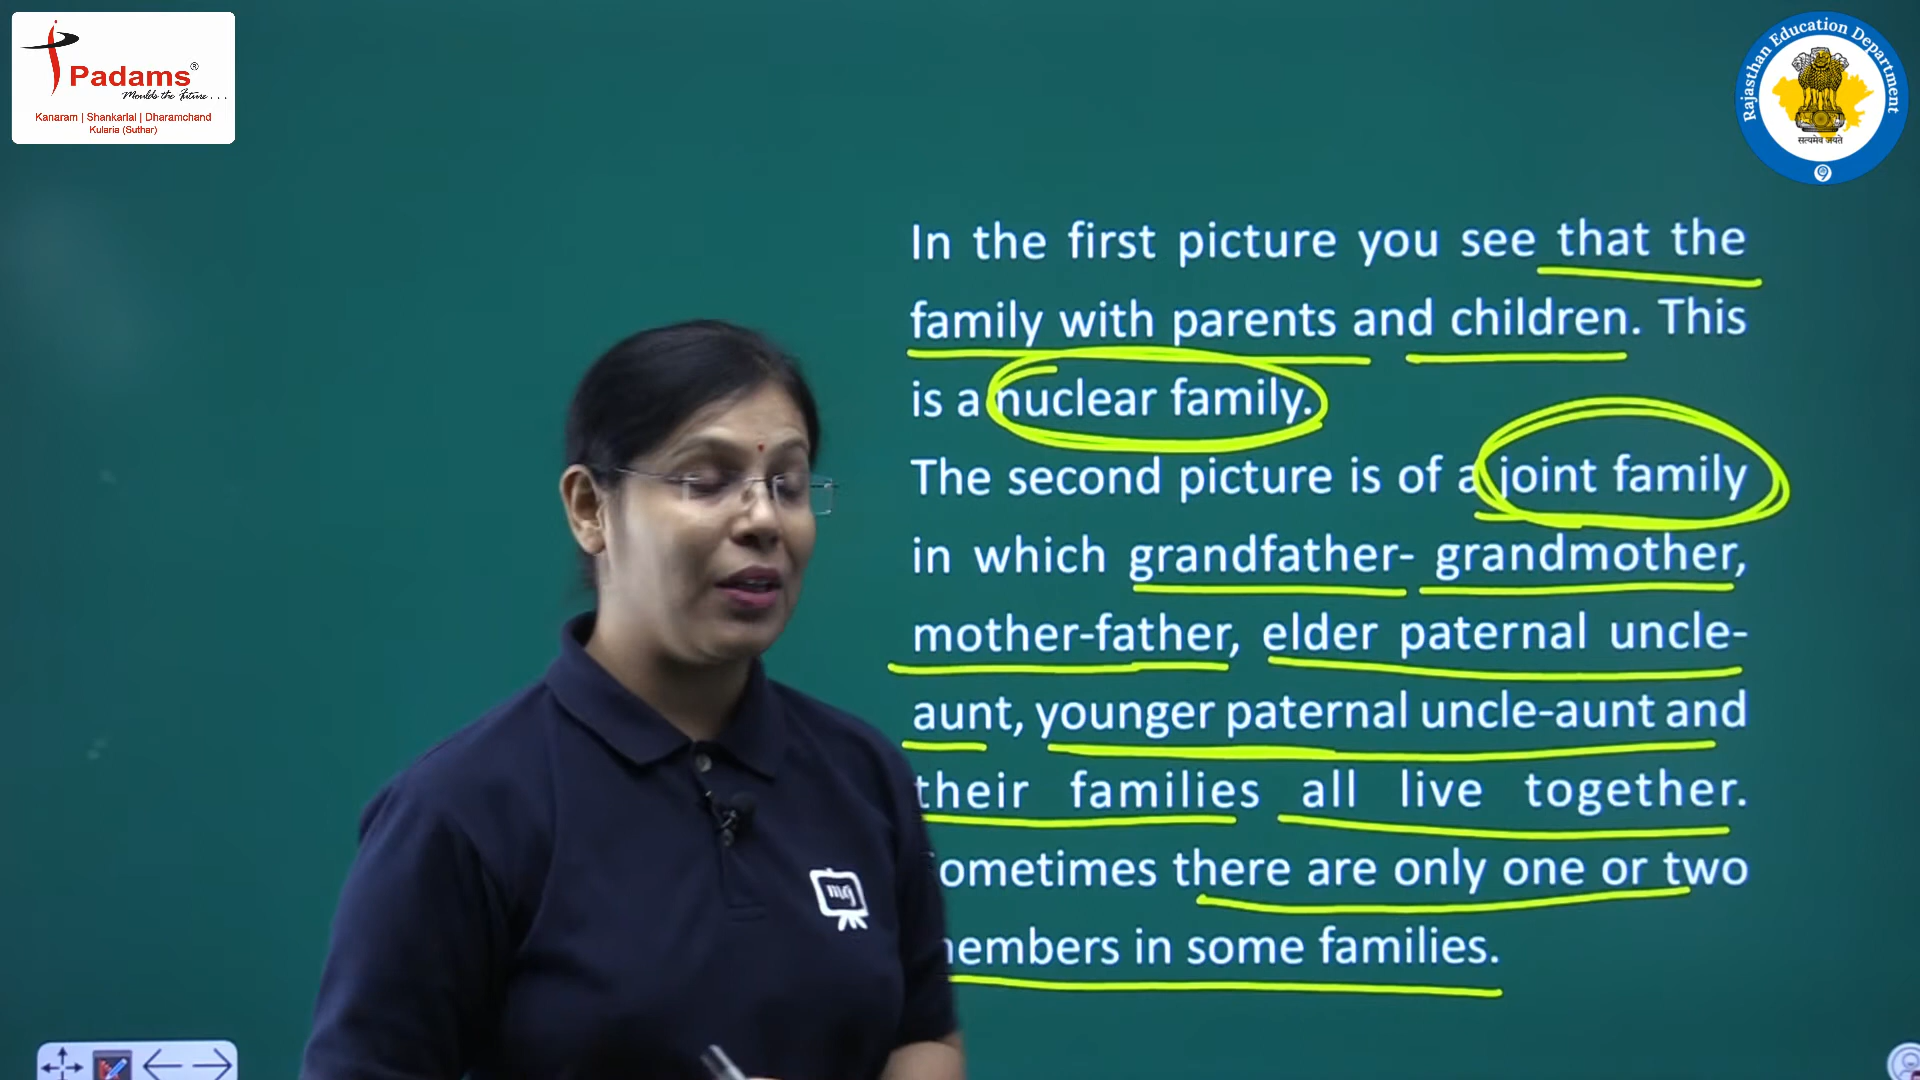 Padams®
Moulds the Future . . .
Kanaram | Shankarlal | Dharamchand
Kularia (Suthar)
Rajasthan Education Department
सत्यमेव जयते
In the first picture you see that the
family with parents and children. This
is a nuclear family.
The second picture is of a joint family
in which grandfather- grandmother,
mother-father, elder paternal uncle-
aunt, younger paternal uncle-aunt and
their families all live together.
ometimes there are only one or two
embers in some families.
mg